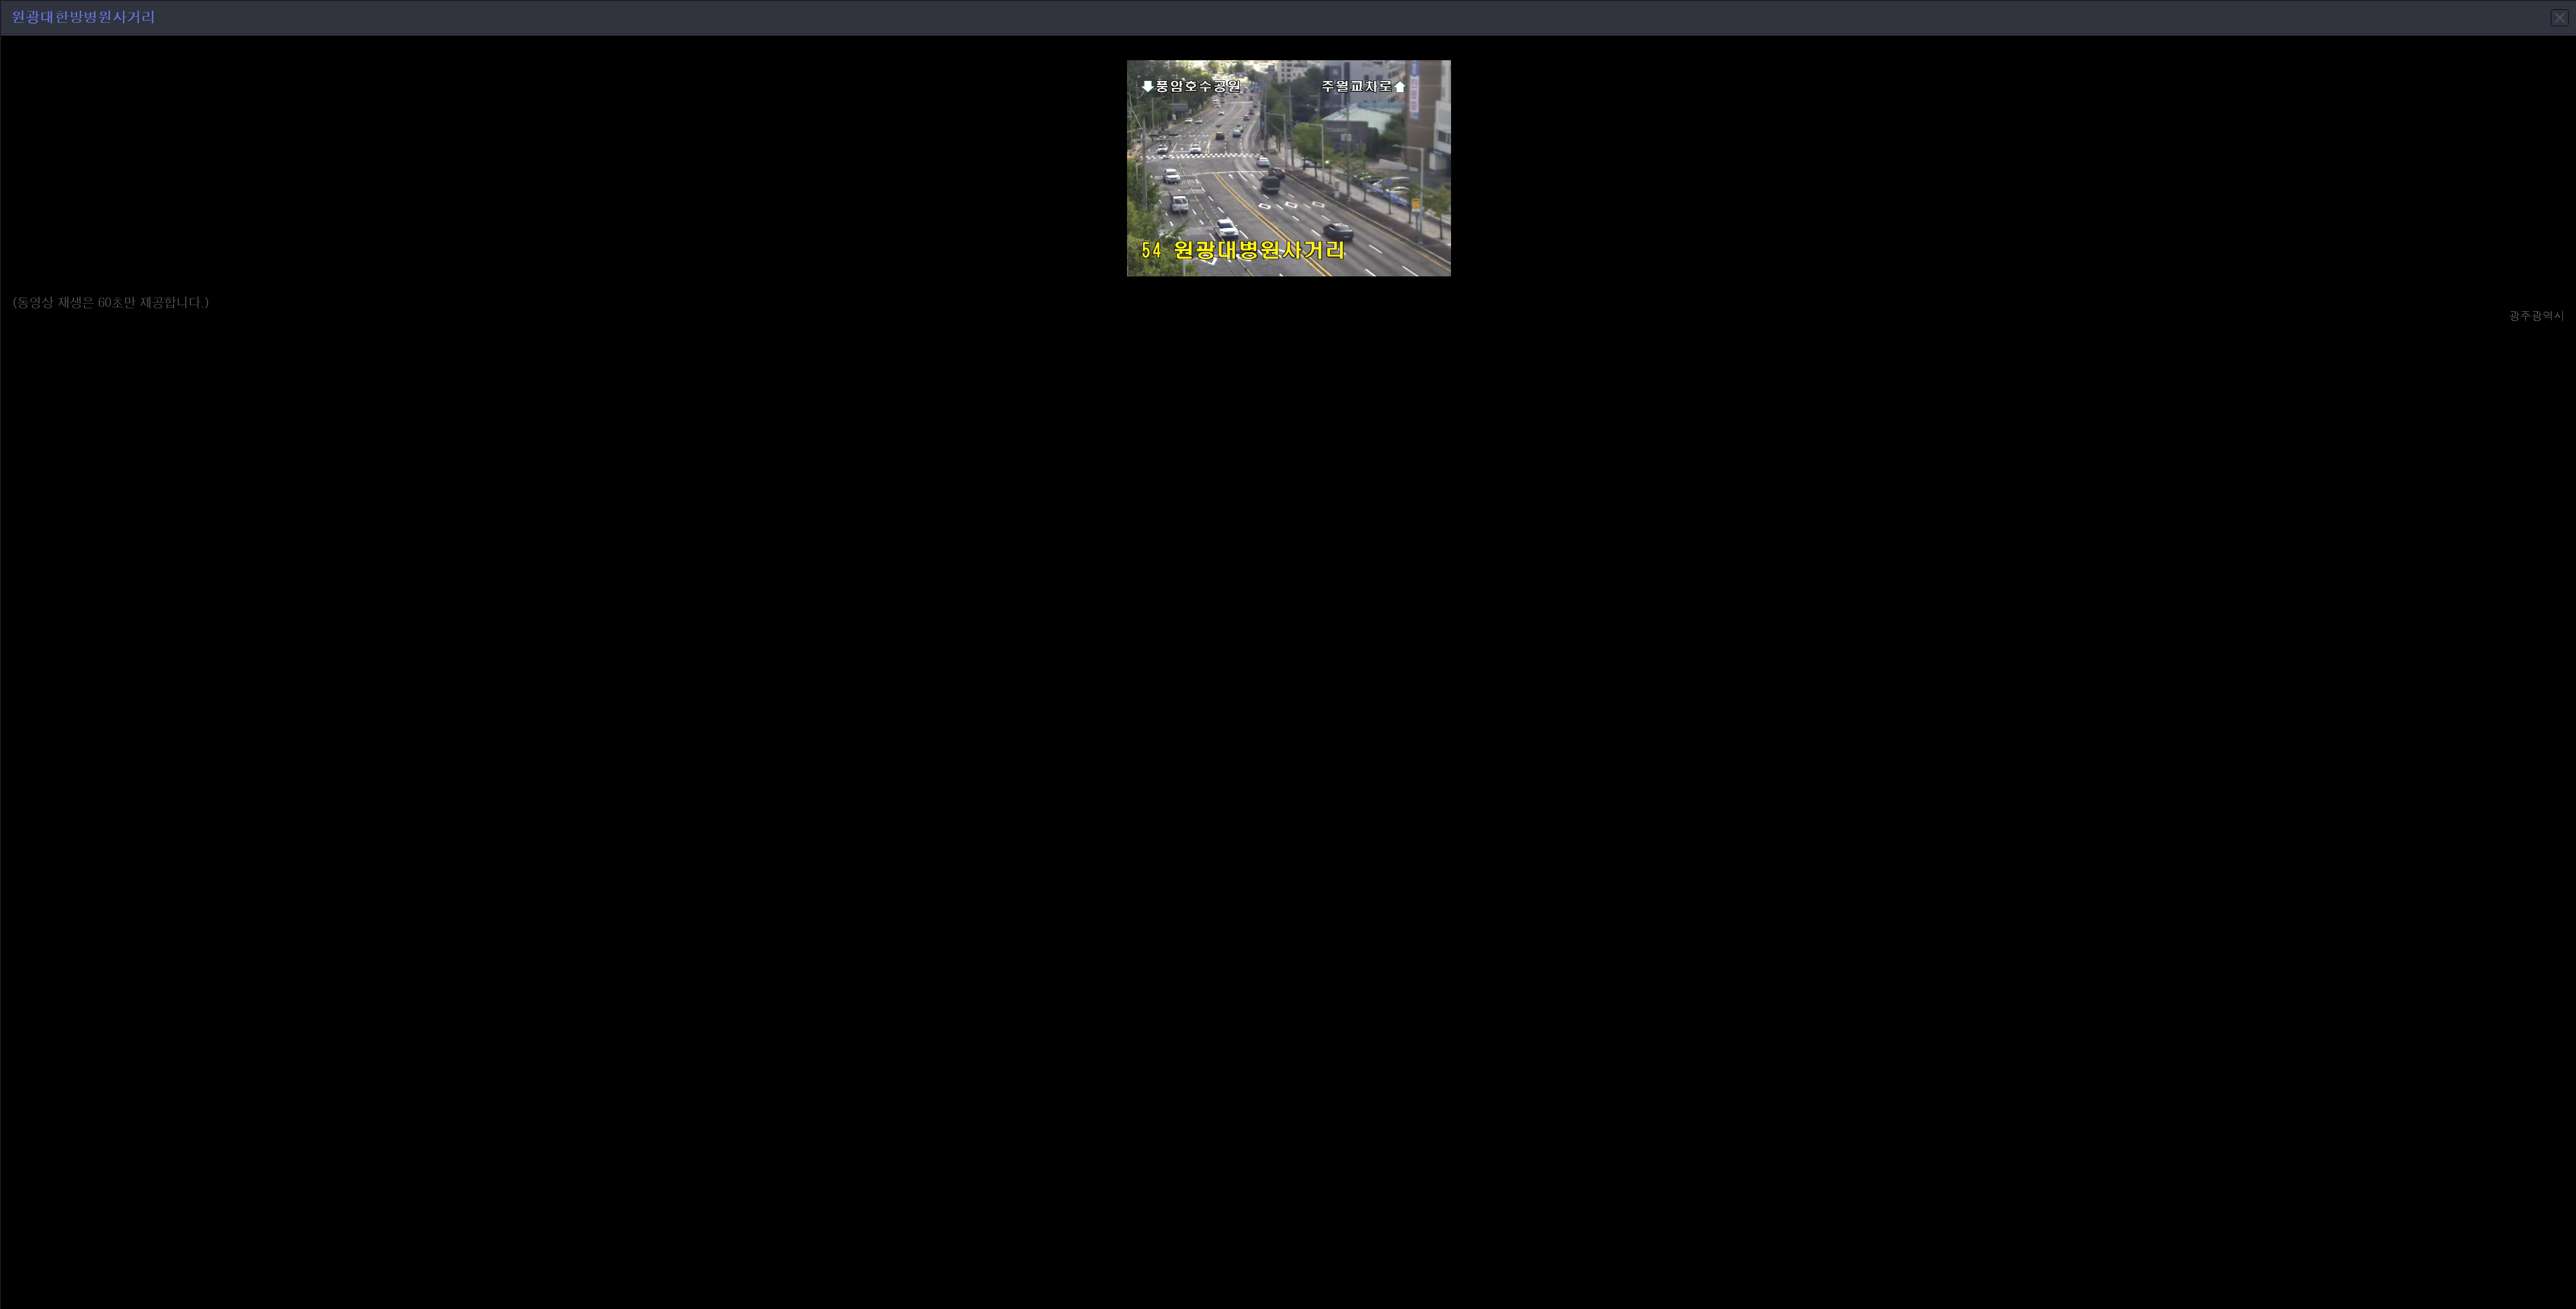 원광대한방병원사거리
⬇풍암호수공원 주월교차로⬆
54 원광대병원사거리
(동영상 재생은 60초만 제공합니다.)
광주광역시